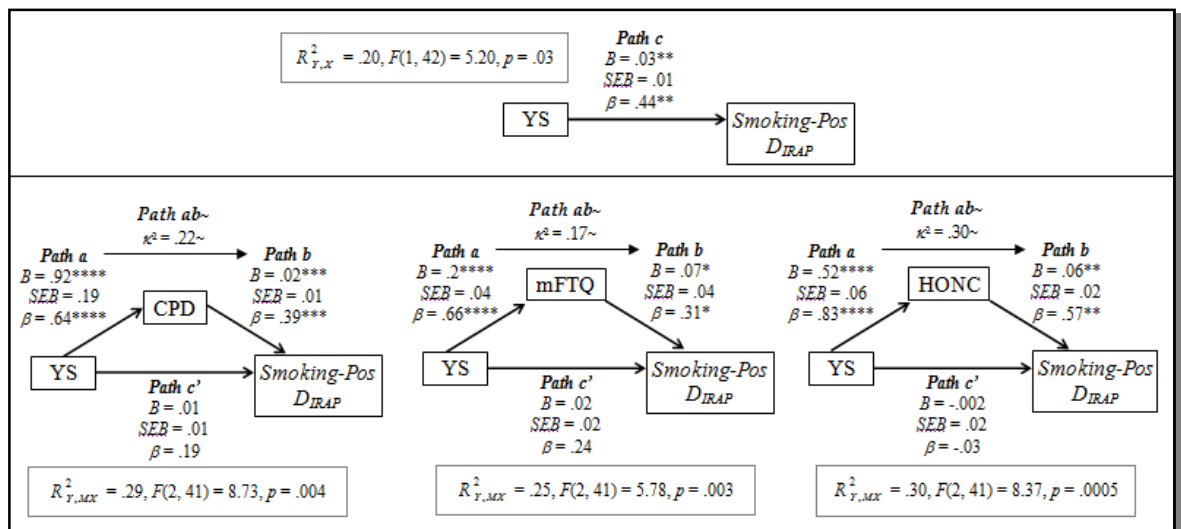 Path c
R²Y,X = .20, F(1, 42) = 5.20, p = .03
B = .03**
SEB = .01
β = .44**
YS
Smoking-Pos
DIRAP
Path ab~
κ² = .22~
Path a
B = .92****
SEB = .19
β = .64****
Path b
B = .02***
SEB = .01
β = .39***
CPD
YS
Smoking-Pos
DIRAP
Path c’
B = .01
SEB = .01
β = .19
R²Y,MX = .29, F(2, 41) = 8.73, p = .004
Path ab~
κ² = .17~
Path a
B = .2****
SEB = .04
β = .66****
Path b
B = .07*
SEB = .04
β = .31*
mFTQ
YS
Smoking-Pos
DIRAP
Path c’
B = .02
SEB = .02
β = .24
R²Y,MX = .25, F(2, 41) = 5.78, p = .003
Path ab~
κ² = .30~
Path a
B = .52****
SEB = .06
β = .83****
Path b
B = .06**
SEB = .02
β = .57**
HONC
YS
Smoking-Pos
DIRAP
Path c’
B = -.002
SEB = .02
β = -.03
R²Y,MX = .30, F(2, 41) = 8.37, p = .0005